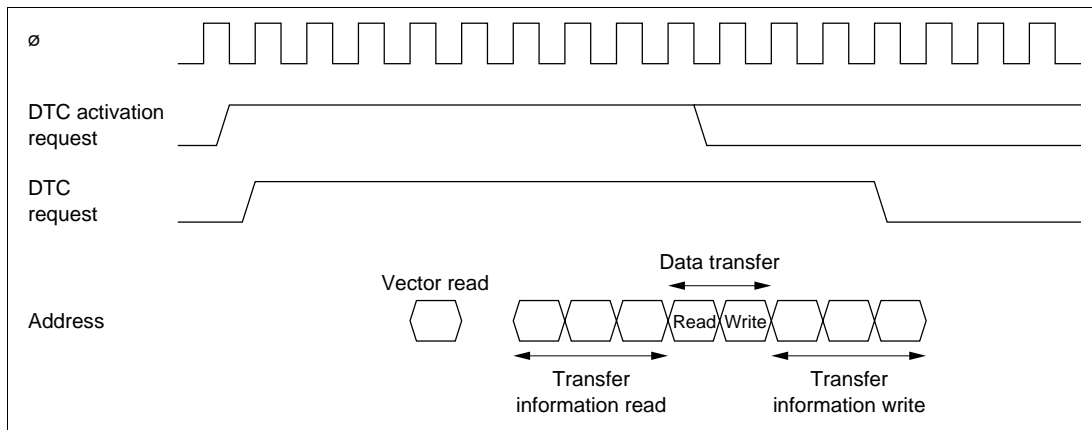 ø
DTC activation
request
DTC
request
Data transfer
Vector read
Address
Read Write
Transfer
information read
Transfer
information write